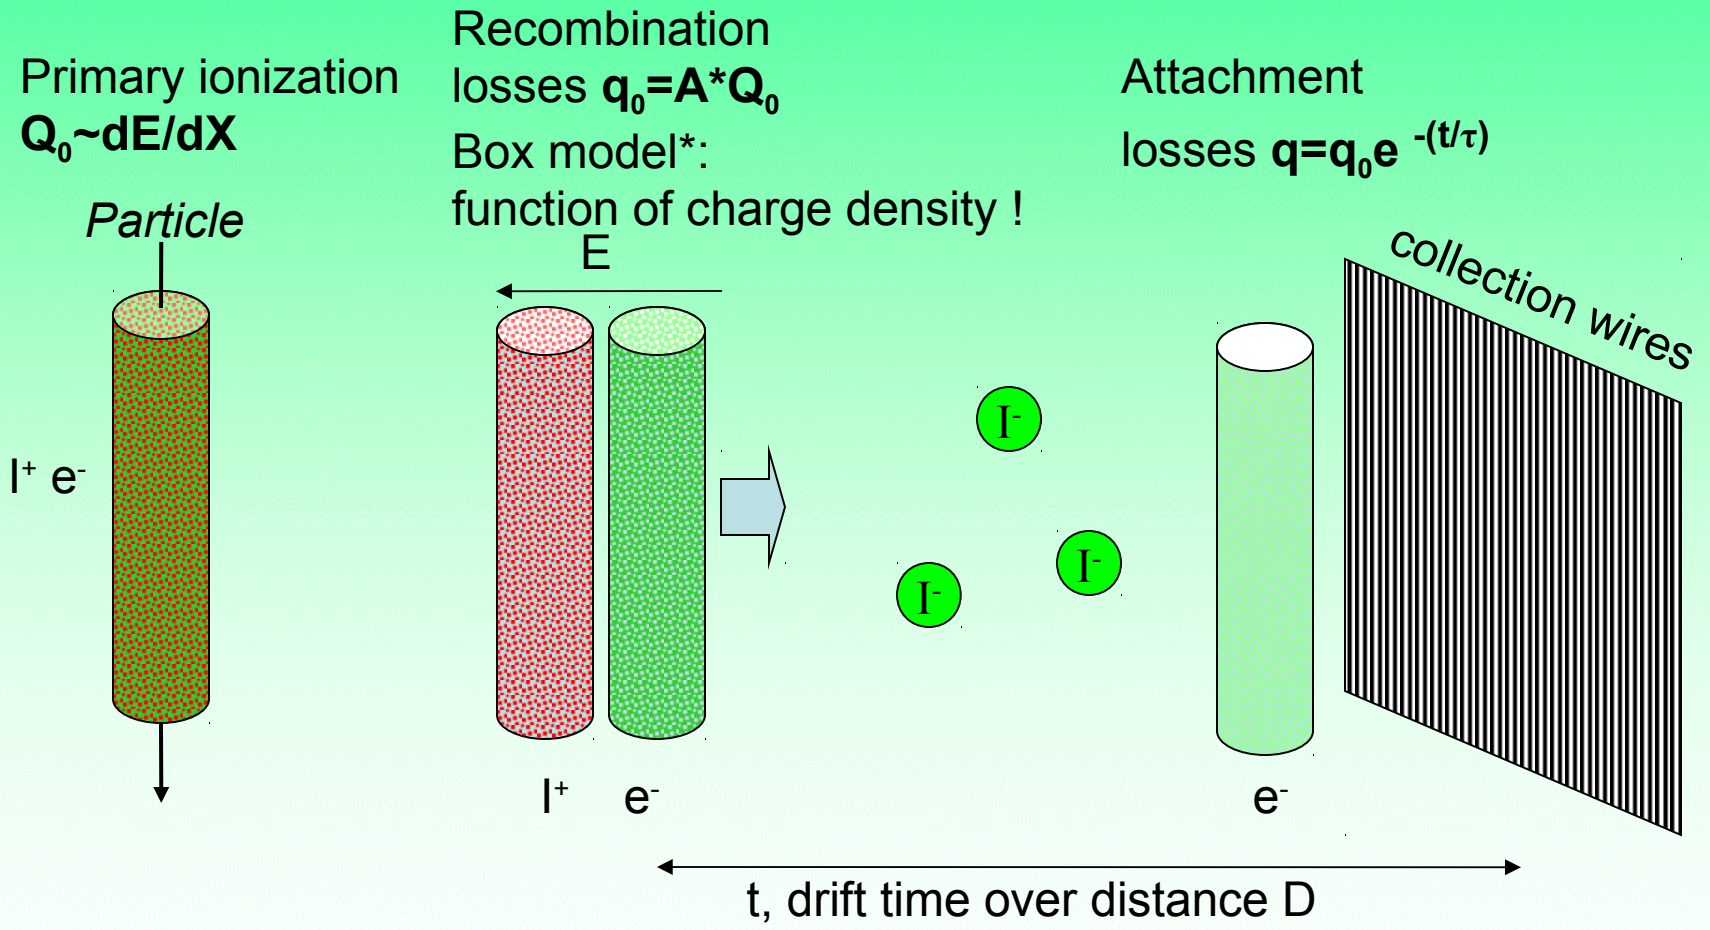 Primary ionization
Q₀~dE/dX
Recombination
losses q₀=A*Q₀
Box model*:
function of charge density !
Attachment
losses q=q₀e -(t/τ)
Particle
E
collection wires
I⁺ e⁻
I⁻
I⁻
I⁻
I⁺ e⁻
e⁻
t, drift time over distance D